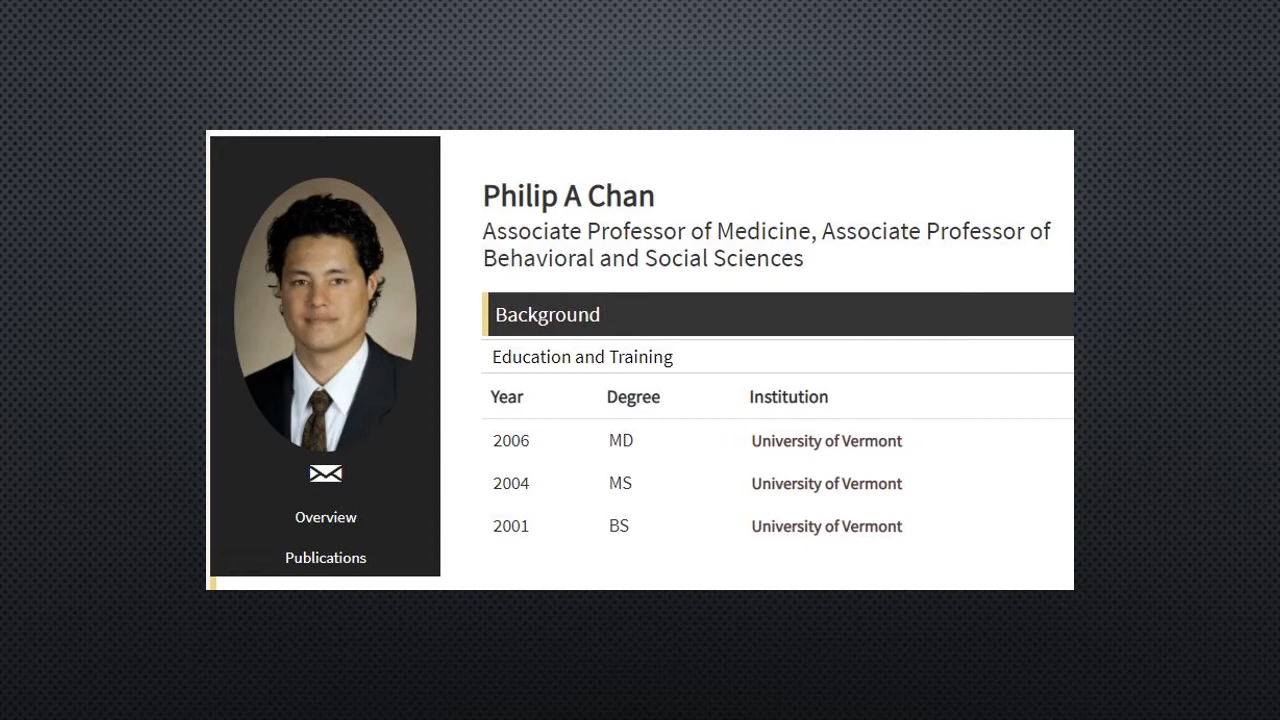 Philip A Chan
Associate Professor of Medicine, Associate Professor of
Behavioral and Social Sciences
Background
Education and Training
Year Degree Institution
2006 MD University of Vermont
2004 MS University of Vermont
2001 BS University of Vermont
Overview
Publications